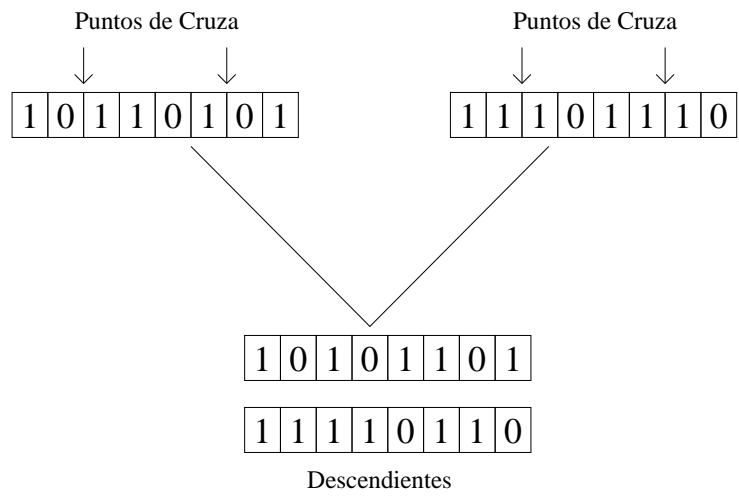 Puntos de Cruza
Puntos de Cruza
1 0 1 1 0 1 0 1
1 1 1 0 1 1 1 0
1 0 1 0 1 1 0 1
1 1 1 1 0 1 1 0
Descendientes